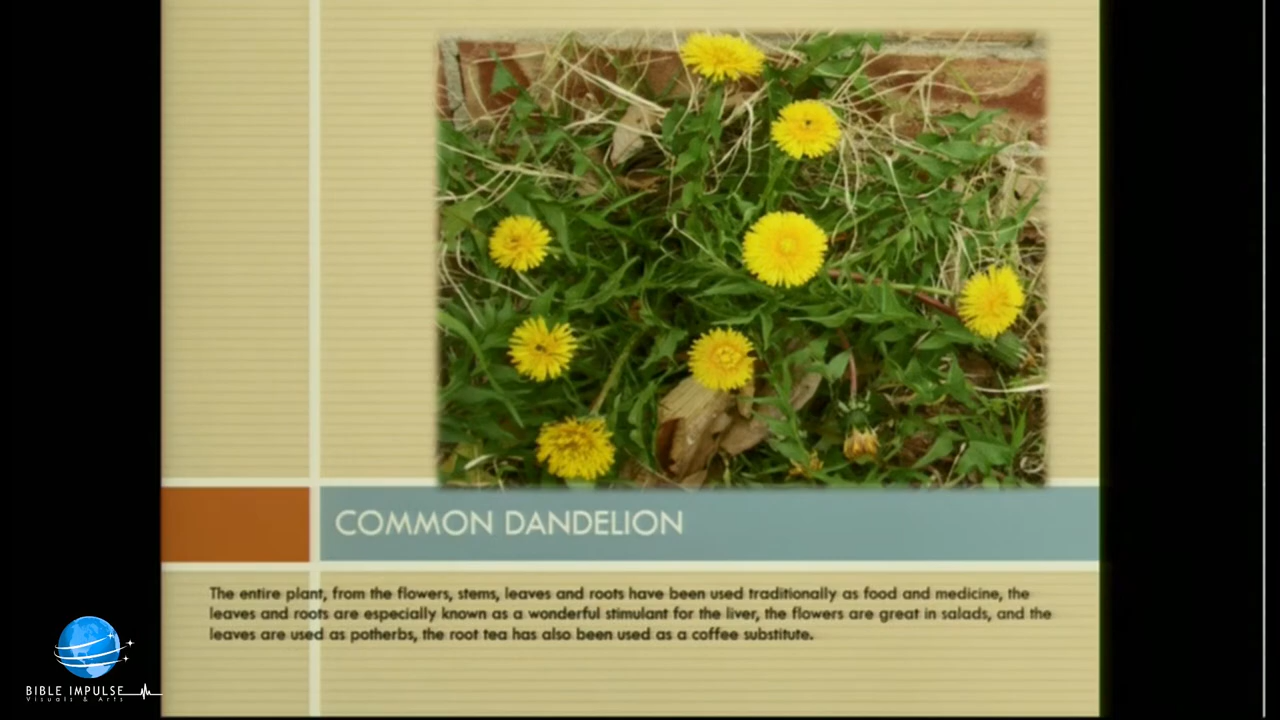 COMMON DANDELION
The entire plant, from the flowers, stems, leaves and roots have been used traditionally as food and medicine, the
leaves and roots are especially known as a wonderful stimulant for the liver, the flowers are great in salads, and the
leaves are used as potherbs, the root tea has also been used as a coffee substitute.
BIBLE IMPULSE
Visuals & Arts